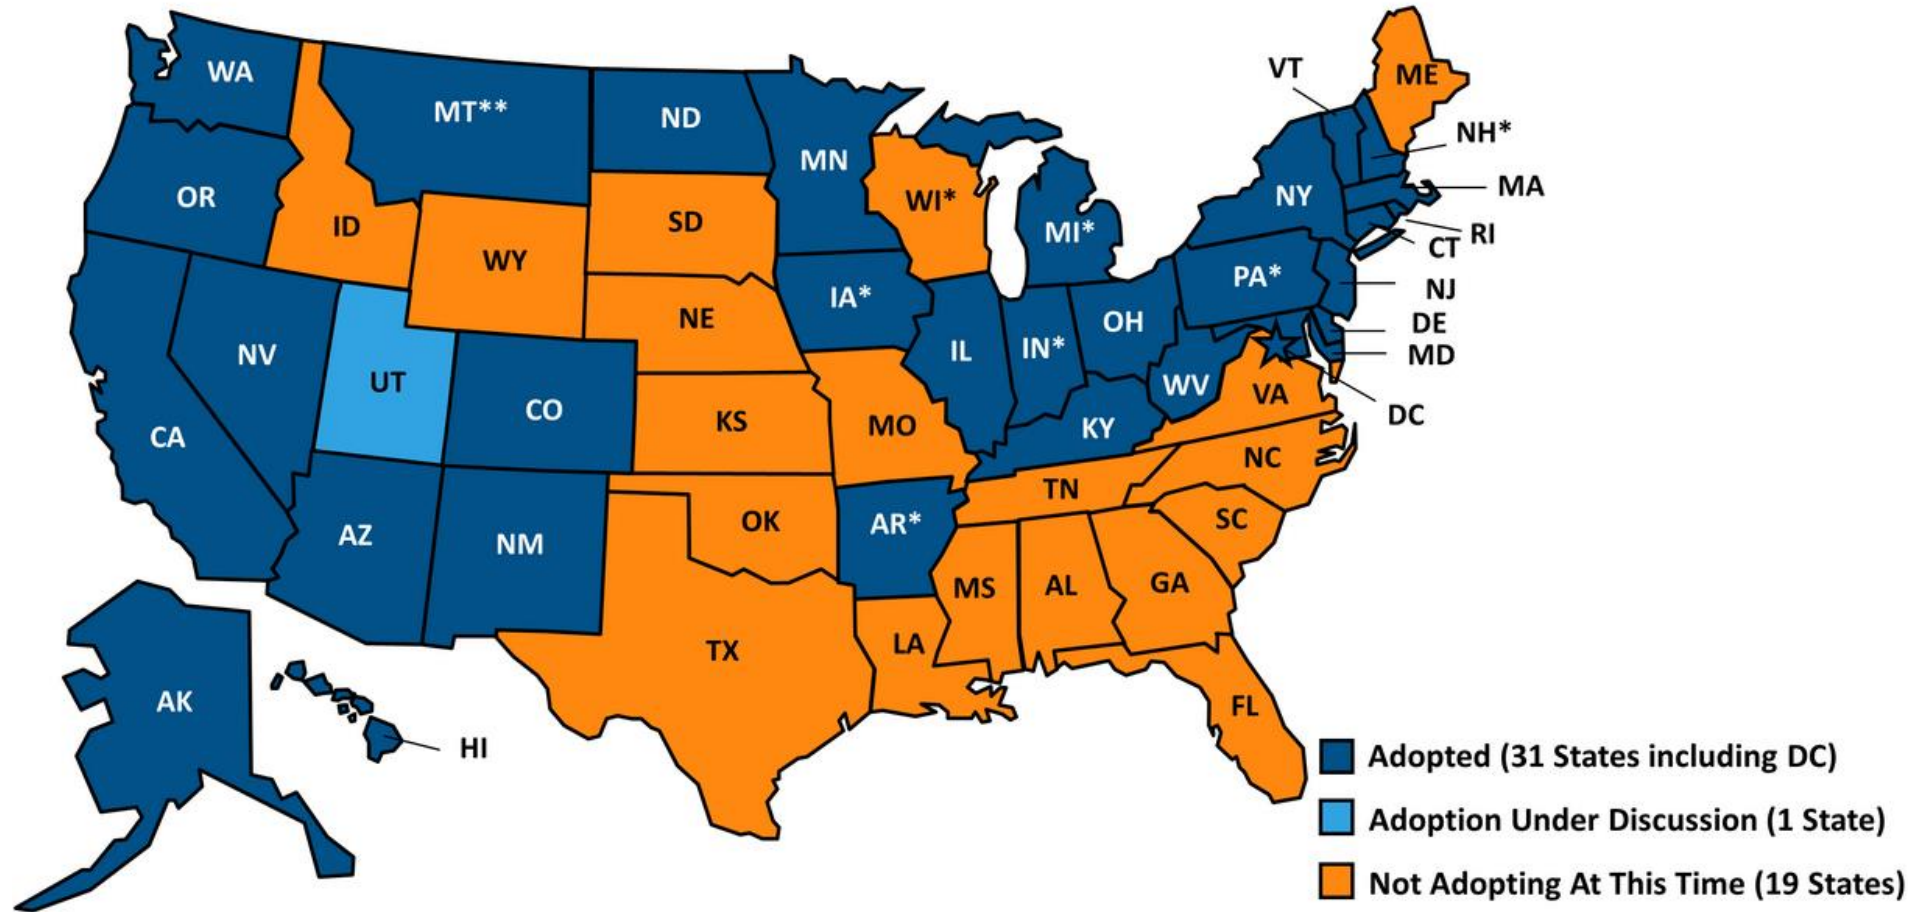 WA
MT**
ND
MN
VT
ME
NH*
OR
ID
WY
SD
WI*
MI*
NY
MA
RI
CT
NV
UT
CO
NE
IA*
IL
IN*
OH
PA*
NJ
DE
MD
DC
CA
KS
MO
KY
WV
VA
AZ
NM
OK
AR*
TN
NC
SC
TX
LA
MS
AL
GA
FL
AK
HI
Adopted (31 States including DC)
Adoption Under Discussion (1 State)
Not Adopting At This Time (19 States)